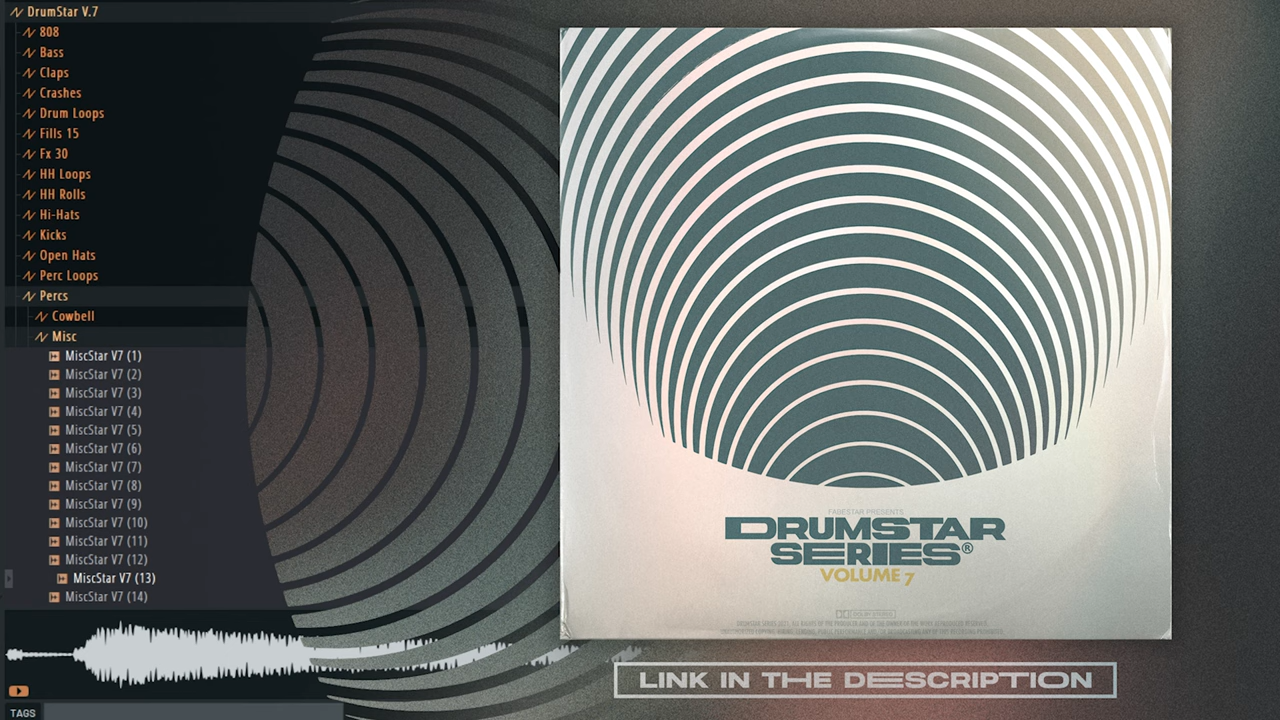 DrumStar V.7
808
Bass
Claps
Crashes
Drum Loops
Fills 15
Fx 30
HH Loops
HH Rolls
Hi-Hats
Kicks
Open Hats
Perc Loops
Percs
Cowbell
Misc
MiscStar V7 (1)
MiscStar V7 (2)
MiscStar V7 (3)
MiscStar V7 (4)
MiscStar V7 (5)
MiscStar V7 (6)
MiscStar V7 (7)
MiscStar V7 (8)
MiscStar V7 (9)
MiscStar V7 (10)
MiscStar V7 (11)
MiscStar V7 (12)
MiscStar V7 (13)
MiscStar V7 (14)
TAGS
FABESTAR PRESENTS
DRUMSTAR
SERIES®
VOLUME 7
DOLBY STEREO
LINK IN THE DESCRIPTION